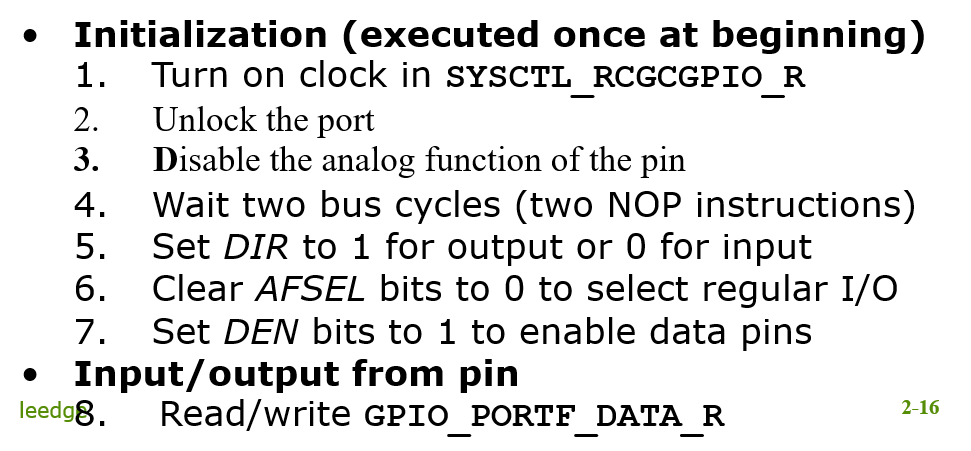 • Initialization (executed once at beginning)
1. Turn on clock in SYSCTL_RCGCGPIO_R
2. Unlock the port
3. Disable the analog function of the pin
4. Wait two bus cycles (two NOP instructions)
5. Set DIR to 1 for output or 0 for input
6. Clear AFSEL bits to 0 to select regular I/O
7. Set DEN bits to 1 to enable data pins
• Input/output from pin
8. Read/write GPIO_PORTF_DATA_R
2-16